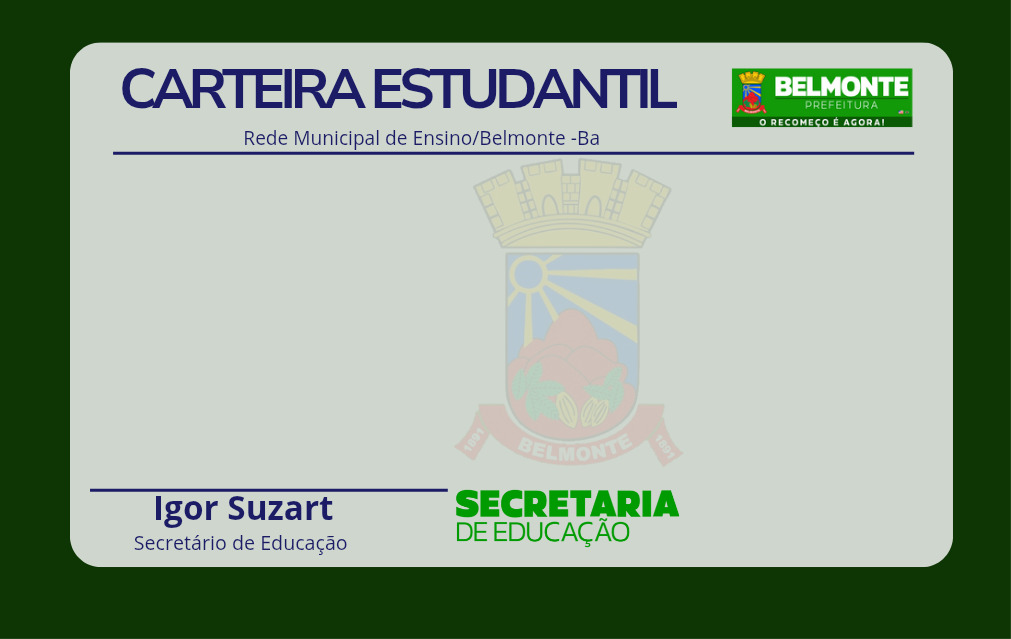 CARTEIRA ESTUDANTIL
BELMONTE
PREFEITURA
O RECOMEÇO É AGORA!
Rede Municipal de Ensino/Belmonte -Ba
1891 BELMONTE 1891
Igor Suzart
Secretário de Educação
SECRETARIA
DE EDUCAÇÃO